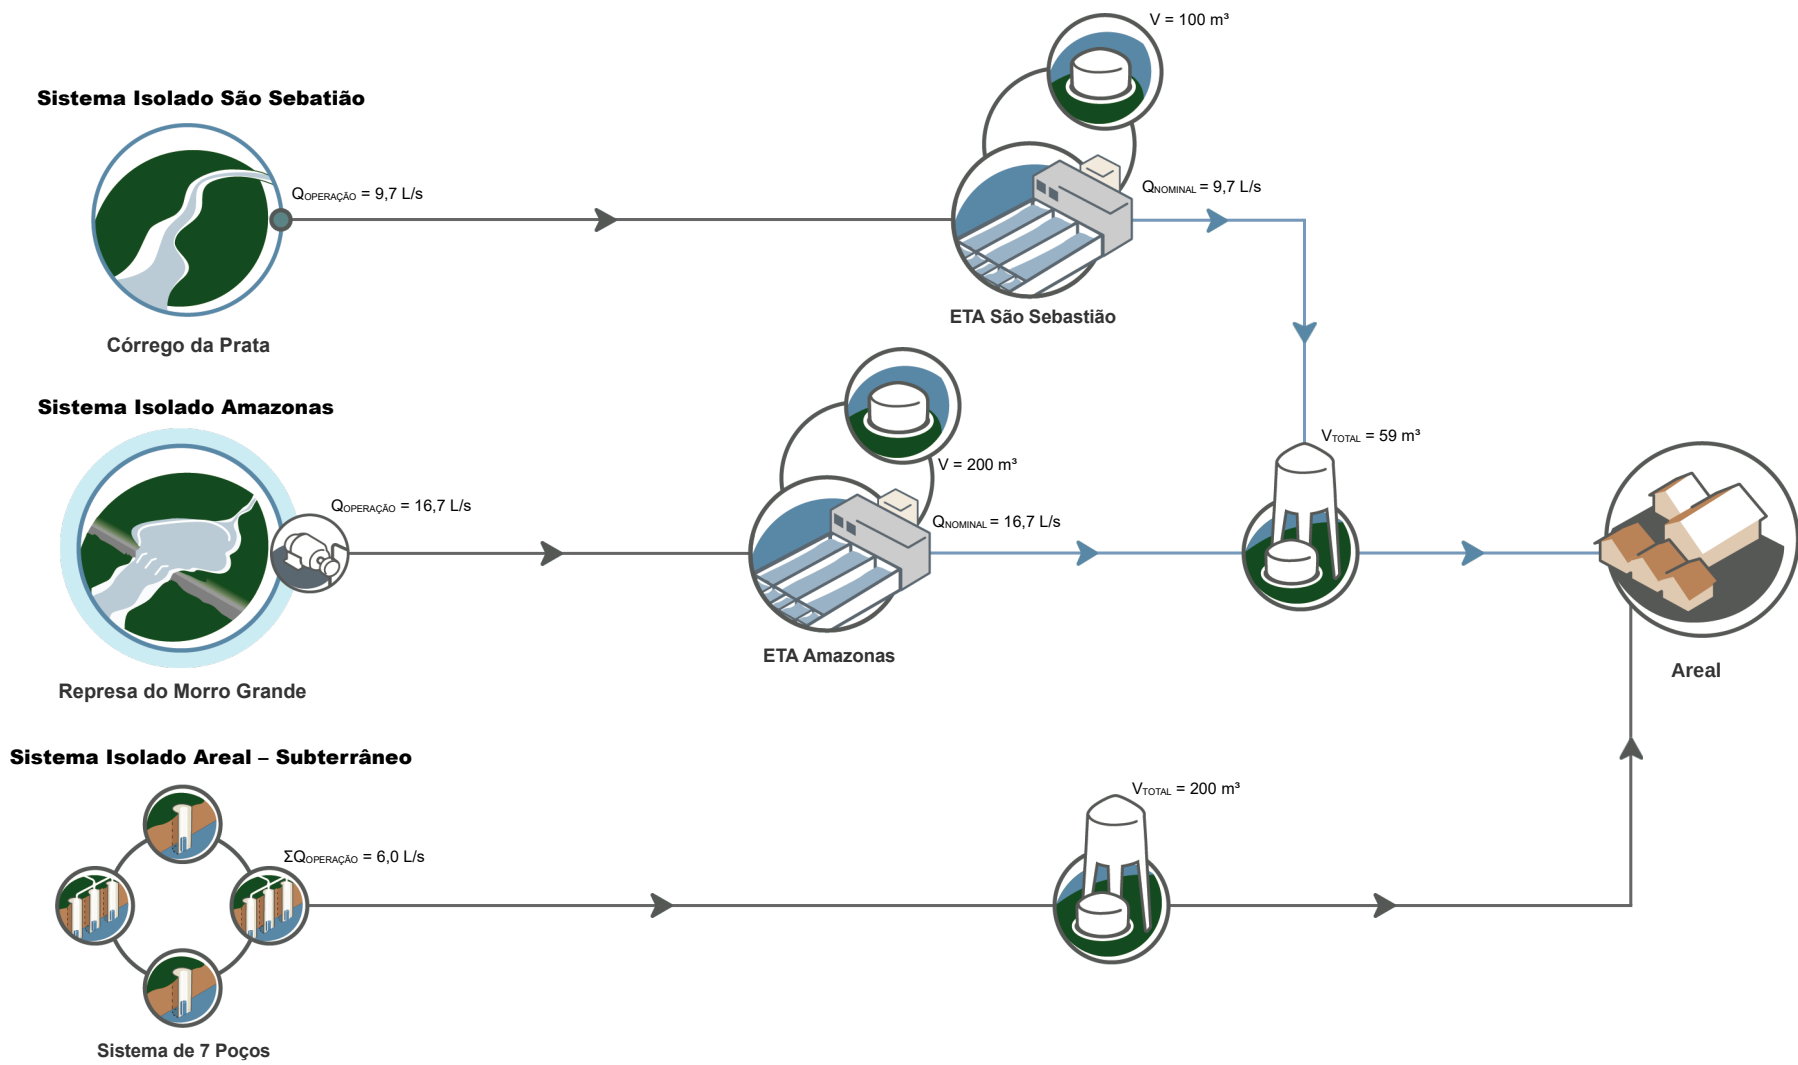 V = 100 m³
Sistema Isolado São Sebatião
QOPERAÇÃO = 9,7 L/s
QNOMINAL = 9,7 L/s
ETA São Sebastião
Córrego da Prata
Sistema Isolado Amazonas
VTOTAL = 59 m³
V = 200 m³
QOPERAÇÃO = 16,7 L/s
QNOMINAL = 16,7 L/s
ETA Amazonas
Areal
Represa do Morro Grande
Sistema Isolado Areal – Subterrâneo
VTOTAL = 200 m³
ΣQOPERAÇÃO = 6,0 L/s
Sistema de 7 Poços